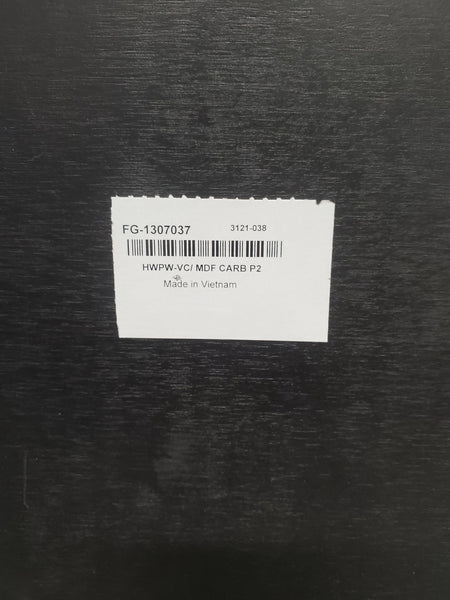 FG-1307037 3121-038
HWPW-VC/ MDF CARB P2
Made in Vietnam